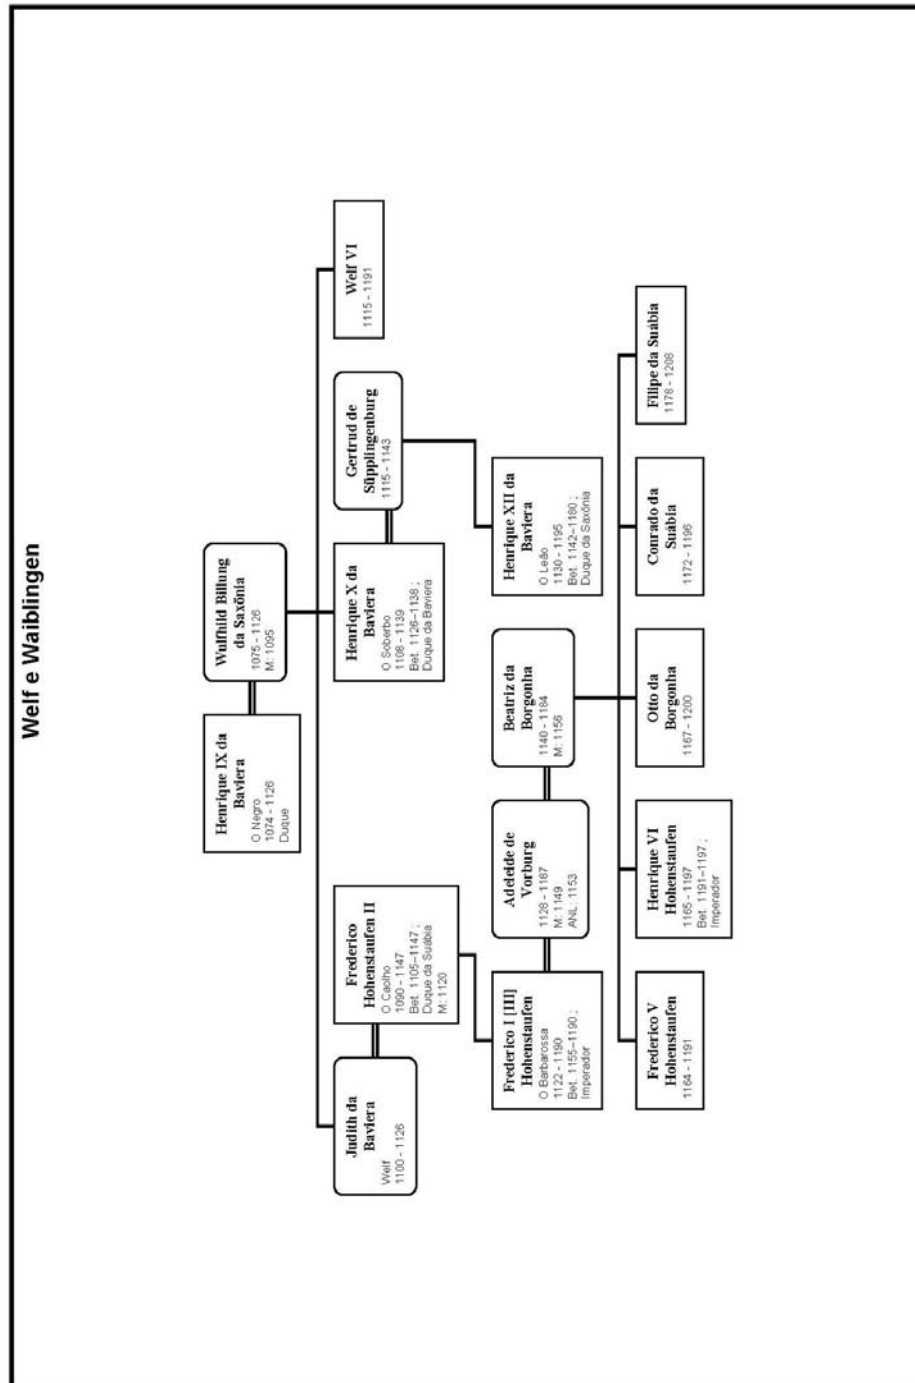 Welf e Waiblingen
Henrique IX da
Baviera
O Negro
1074 - 1126
Duque
Wulfhild Billung
da Saxônia
1075 - 1126
M: 1095
Judith da
Baviera
Welf
1100 - 1126
Frederico
Hohenstaufen II
O Caolho
1090 - 1147
Bet. 1105–1147 ;
Duque da Suábia
M: 1120
Henrique X da
Baviera
O Soberbo
1108 - 1139
Bet. 1126–1138 ;
Duque da Baviera
Gertrud de
Süpplingenburg
1115 - 1143
Welf VI
1115 - 1191
Frederico I [III]
Hohenstaufen
O Barbarossa
1122 - 1190
Bet. 1155–1190 ;
Imperador
Adeleide de
Vorburg
1128 - 1187
M: 1149
ANL: 1153
Beatriz da
Borgonha
1140 - 1184
M: 1156
Henrique XII da
Baviera
O Leão
1130 - 1195
Bet. 1142–1180 ;
Duque da Saxônia
Frederico V
Hohenstaufen
1164 - 1191
Henrique VI
Hohenstaufen
1165 - 1197
Bet. 1191–1197 ;
Imperador
Otto da
Borgonha
1167 - 1200
Conrado da
Suábia
1172 - 1196
Filipe da Suábia
1178 - 1208